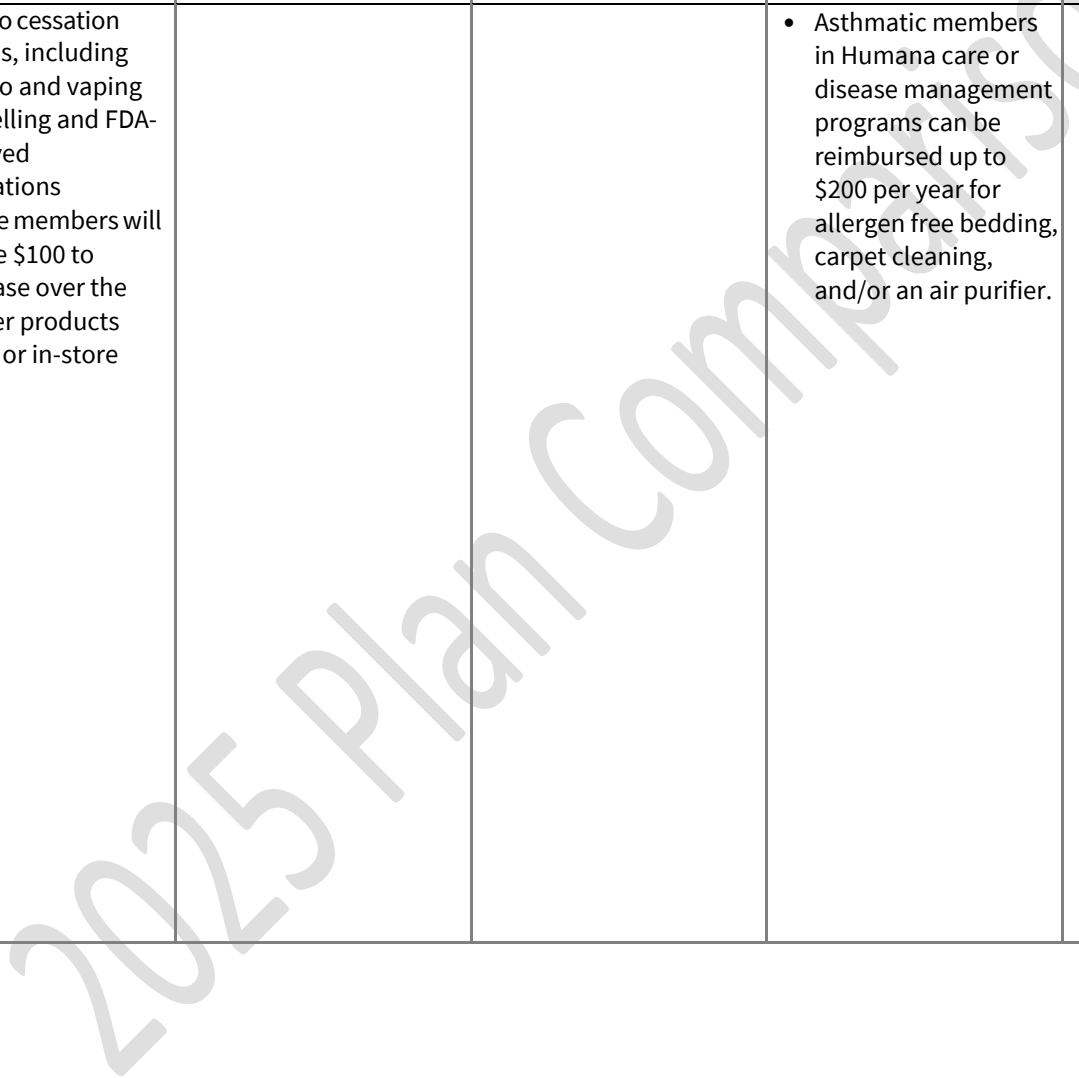 o cessation
s, including
o and vaping
elling and FDA-
ved
ations
e members will
e $100 to
ase over the
er products
or in-store
• Asthmatic members
in Humana care or
disease management
programs can be
reimbursed up to
$200 per year for
allergen free bedding,
carpet cleaning,
and/or an air purifier.
2025 Plan Compariso